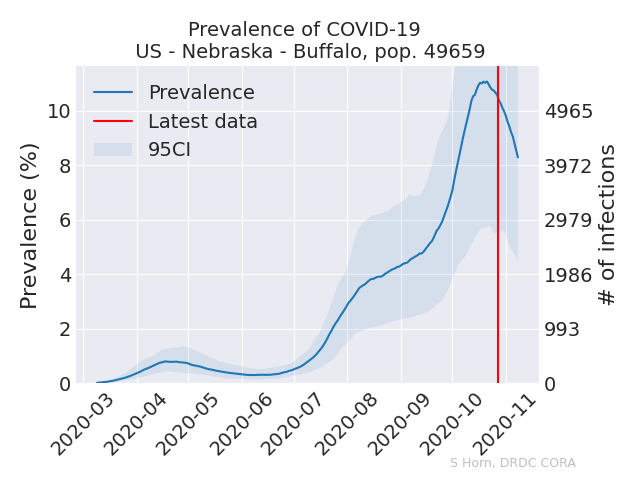 Prevalence of COVID-19
US - Nebraska - Buffalo, pop. 49659
Prevalence
Latest data
95CI
Prevalence (%)
10
8
6
4
2
0
4965
3972
2979
1986
993
0
# of infections
2020-03
2020-04
2020-05
2020-06
2020-07
2020-08
2020-09
2020-10
2020-11
S Horn, DRDC CORA